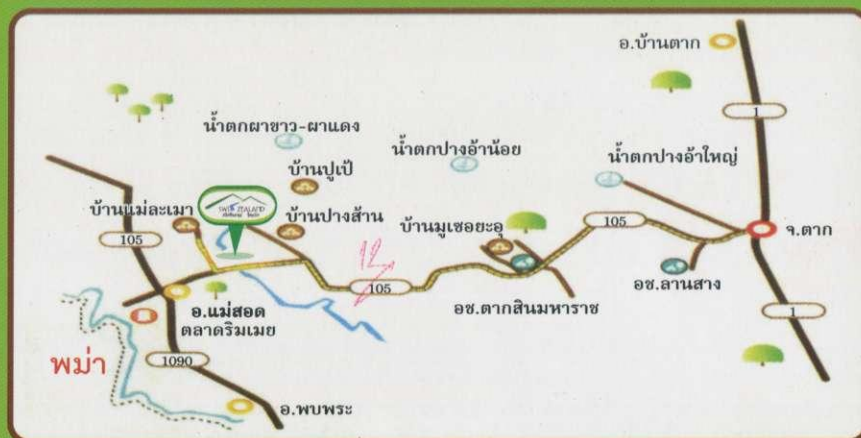 อ.บ้านตาก
1
น้ำตกผาขาว-ผาแดง
น้ำตกปางอ้าน้อย
น้ำตกปางอ้าใหญ่
บ้านปูเป้
บ้านแม่ละเมา
บ้านปางส้าน
บ้านมูเซอยะอุ
105
จ.ตาก
105
12
105
อช.ลานสาง
อช.ตากสินมหาราช
อ.แม่สอด
ตลาดริมเมย
1
พม่า
1090
อ.พบพระ